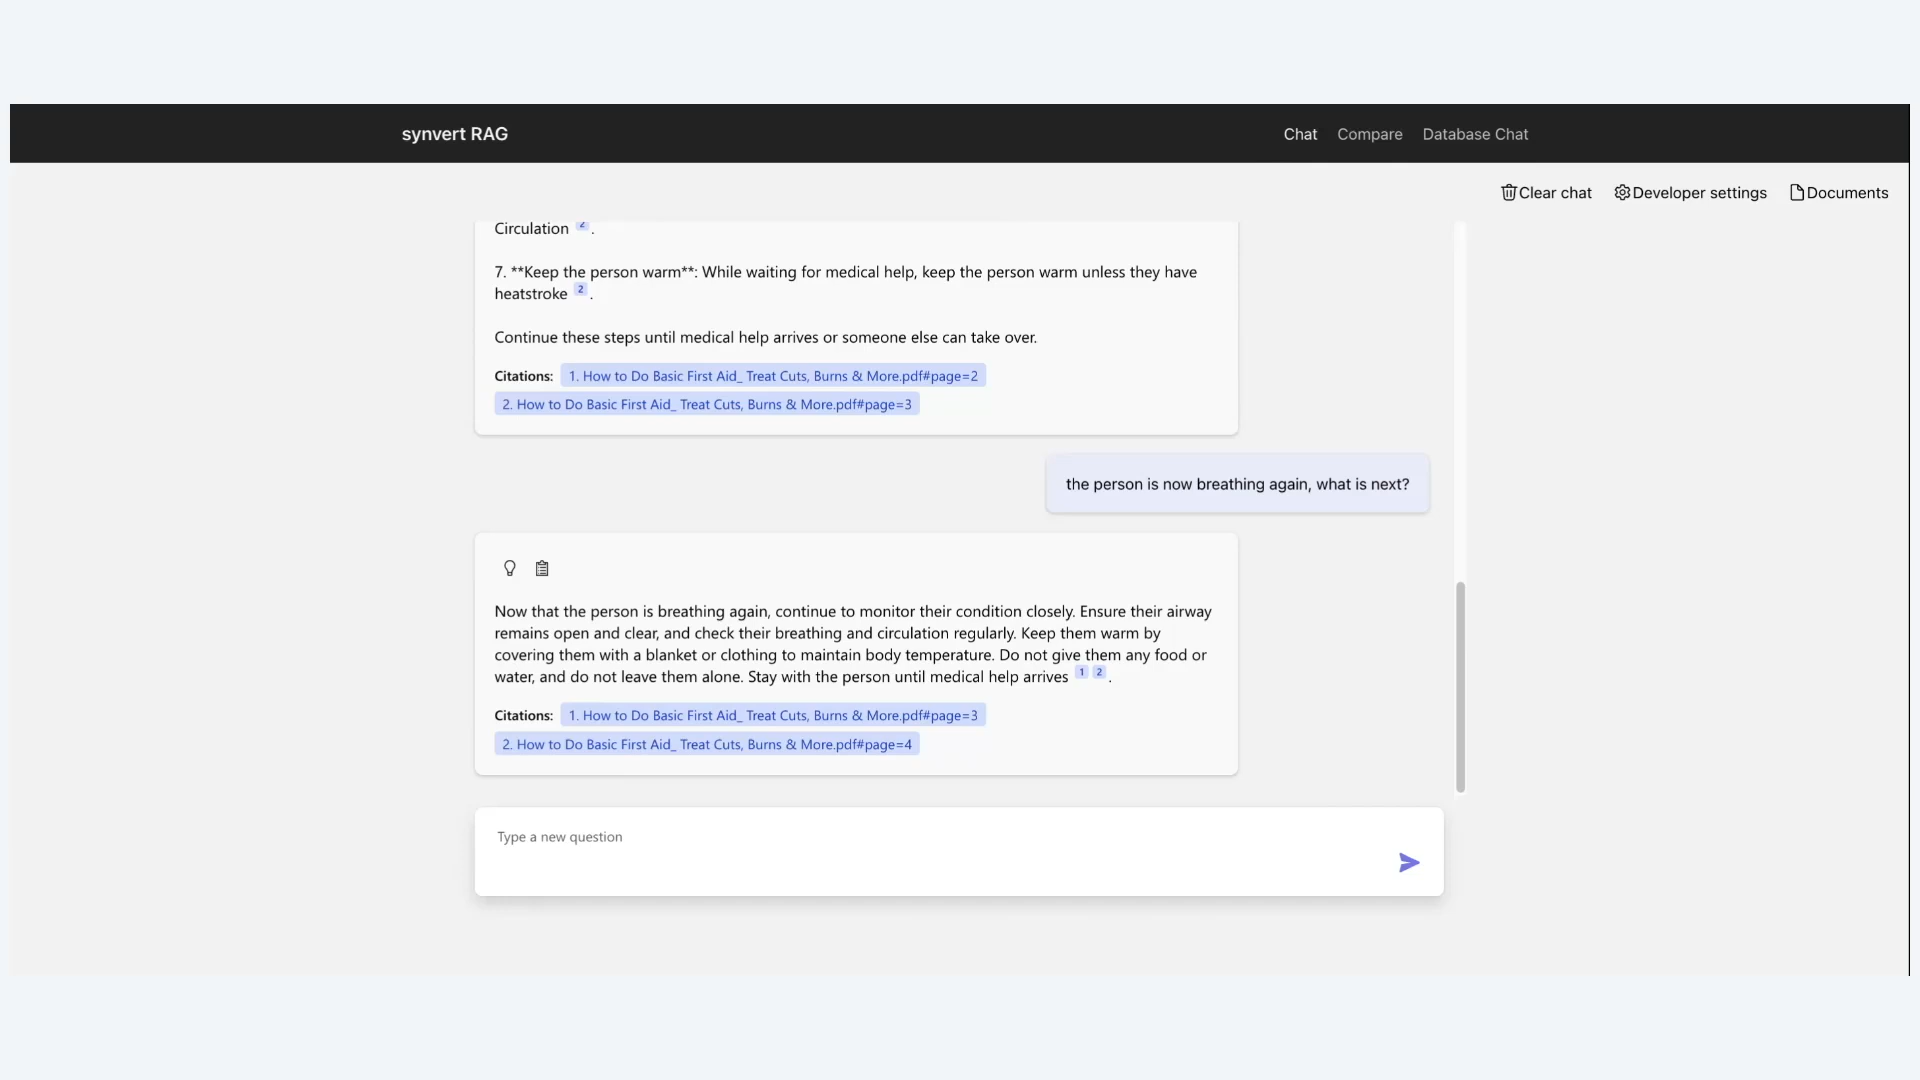 synvert RAG
Chat Compare Database Chat
Clear chat Developer settings Documents
Circulation 2 .
7. **Keep the person warm**: While waiting for medical help, keep the person warm unless they have
heatstroke 2 .
Continue these steps until medical help arrives or someone else can take over.
Citations: 1. How to Do Basic First Aid_ Treat Cuts, Burns & More.pdf#page=2
2. How to Do Basic First Aid_ Treat Cuts, Burns & More.pdf#page=3
the person is now breathing again, what is next?
Now that the person is breathing again, continue to monitor their condition closely. Ensure their airway
remains open and clear, and check their breathing and circulation regularly. Keep them warm by
covering them with a blanket or clothing to maintain body temperature. Do not give them any food or
water, and do not leave them alone. Stay with the person until medical help arrives 1 2 .
Citations: 1. How to Do Basic First Aid_ Treat Cuts, Burns & More.pdf#page=3
2. How to Do Basic First Aid_ Treat Cuts, Burns & More.pdf#page=4
Type a new question